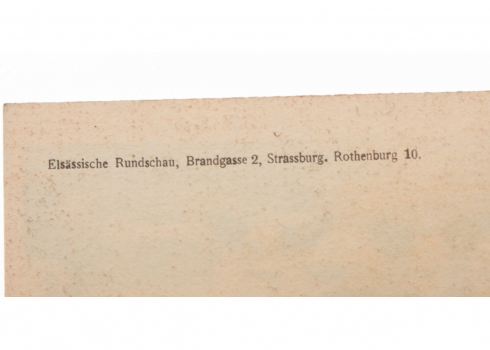 Elsässische Rundschau, Brandgasse 2, Strassburg. Rothenburg 10.